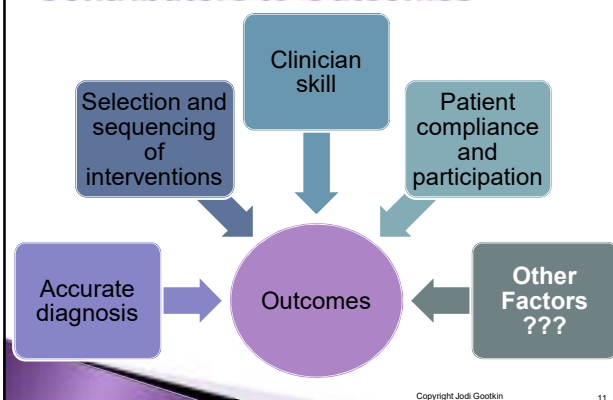 Clinician
skill
Selection and
sequencing
of
interventions
Patient
compliance
and
participation
Accurate
diagnosis
Outcomes
Other
Factors
???
Copyright Jodi Gootkin
11